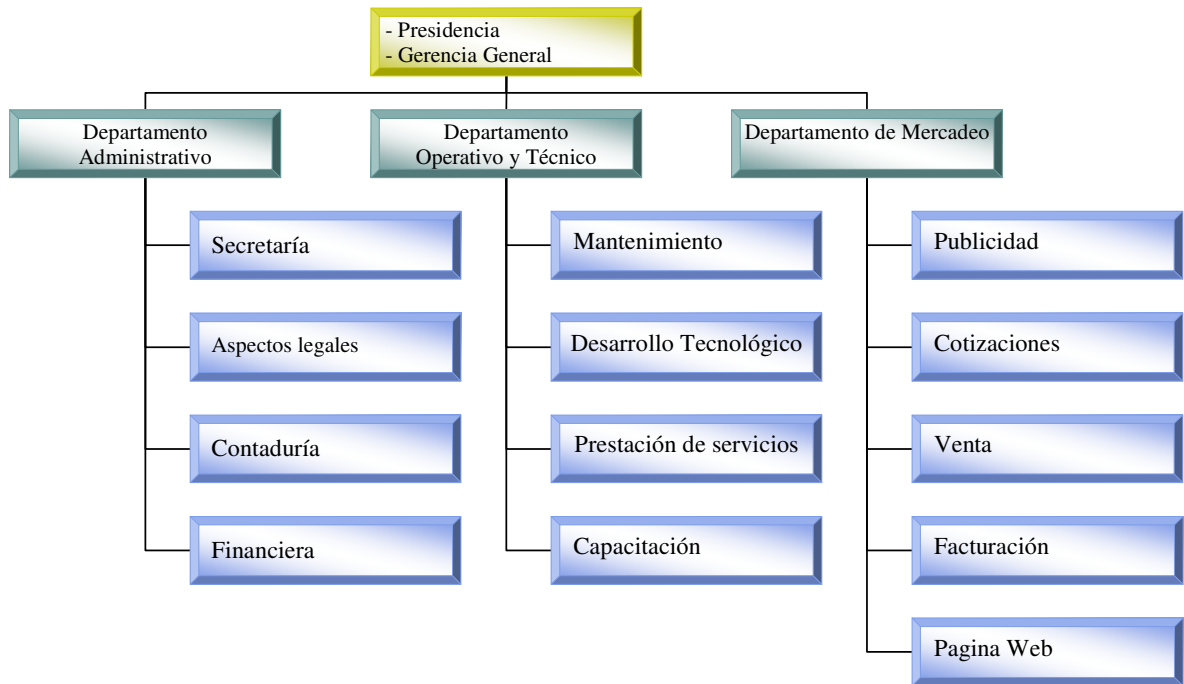 - Presidencia
- Gerencia General
Departamento
Administrativo
Departamento
Operativo y Técnico
Departamento de Mercadeo
Secretaría
Aspectos legales
Contaduría
Financiera
Mantenimiento
Desarrollo Tecnológico
Prestación de servicios
Capacitación
Publicidad
Cotizaciones
Venta
Facturación
Pagina Web